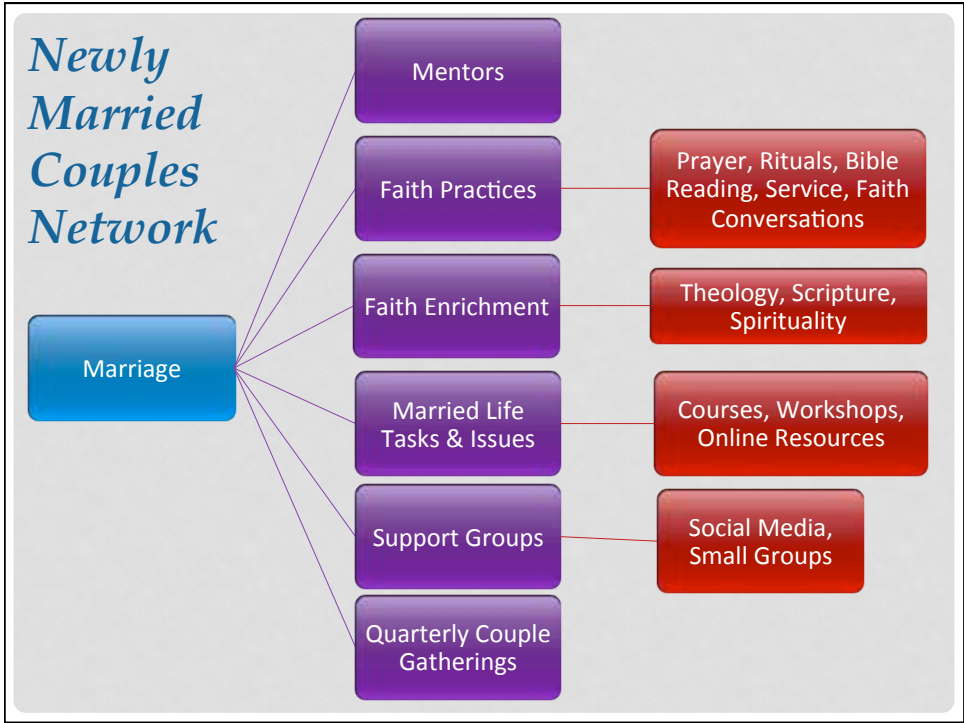 Newly
Married
Couples
Network
Marriage
Mentors
Faith Practices
Prayer, Rituals, Bible
Reading, Service, Faith
Conversations
Faith Enrichment
Theology, Scripture,
Spirituality
Married Life
Tasks & Issues
Courses, Workshops,
Online Resources
Support Groups
Social Media,
Small Groups
Quarterly Couple
Gatherings